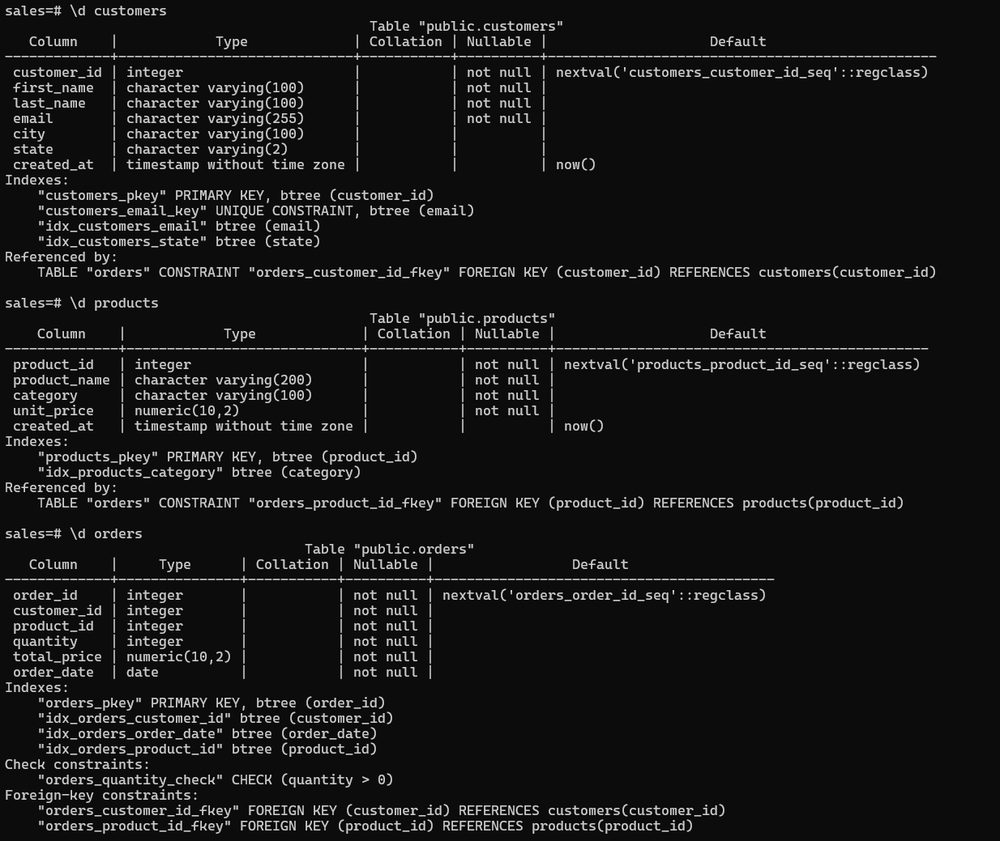 sales=# \d customers
Table "public.customers"
Column | Type | Collation | Nullable | Default
-------------+-----------------------------+-----------+----------+------------------------------------------------
customer_id | integer | | not null | nextval('customers_customer_id_seq'::regclass)
first_name | character varying(100) | | not null |
last_name | character varying(100) | | not null |
email | character varying(255) | | not null |
city | character varying(100) | | |
state | character varying(2) | | |
created_at | timestamp without time zone | | | now()
Indexes:
"customers_pkey" PRIMARY KEY, btree (customer_id)
"customers_email_key" UNIQUE CONSTRAINT, btree (email)
"idx_customers_email" btree (email)
"idx_customers_state" btree (state)
Referenced by:
TABLE "orders" CONSTRAINT "orders_customer_id_fkey" FOREIGN KEY (customer_id) REFERENCES customers(customer_id)
sales=# \d products
Table "public.products"
Column | Type | Collation | Nullable | Default
--------------+-----------------------------+-----------+----------+----------------------------------------------
product_id | integer | | not null | nextval('products_product_id_seq'::regclass)
product_name | character varying(200) | | not null |
category | character varying(100) | | not null |
unit_price | numeric(10,2) | | not null |
created_at | timestamp without time zone | | | now()
Indexes:
"products_pkey" PRIMARY KEY, btree (product_id)
"idx_products_category" btree (category)
Referenced by:
TABLE "orders" CONSTRAINT "orders_product_id_fkey" FOREIGN KEY (product_id) REFERENCES products(product_id)
sales=# \d orders
Table "public.orders"
Column | Type | Collation | Nullable | Default
-------------+---------------+-----------+----------+------------------------------------------
order_id | integer | | not null | nextval('orders_order_id_seq'::regclass)
customer_id | integer | | not null |
product_id | integer | | not null |
quantity | integer | | not null |
total_price | numeric(10,2) | | not null |
order_date | date | | not null |
Indexes:
"orders_pkey" PRIMARY KEY, btree (order_id)
"idx_orders_customer_id" btree (customer_id)
"idx_orders_order_date" btree (order_date)
"idx_orders_product_id" btree (product_id)
Check constraints:
"orders_quantity_check" CHECK (quantity > 0)
Foreign-key constraints:
"orders_customer_id_fkey" FOREIGN KEY (customer_id) REFERENCES customers(customer_id)
"orders_product_id_fkey" FOREIGN KEY (product_id) REFERENCES products(product_id)